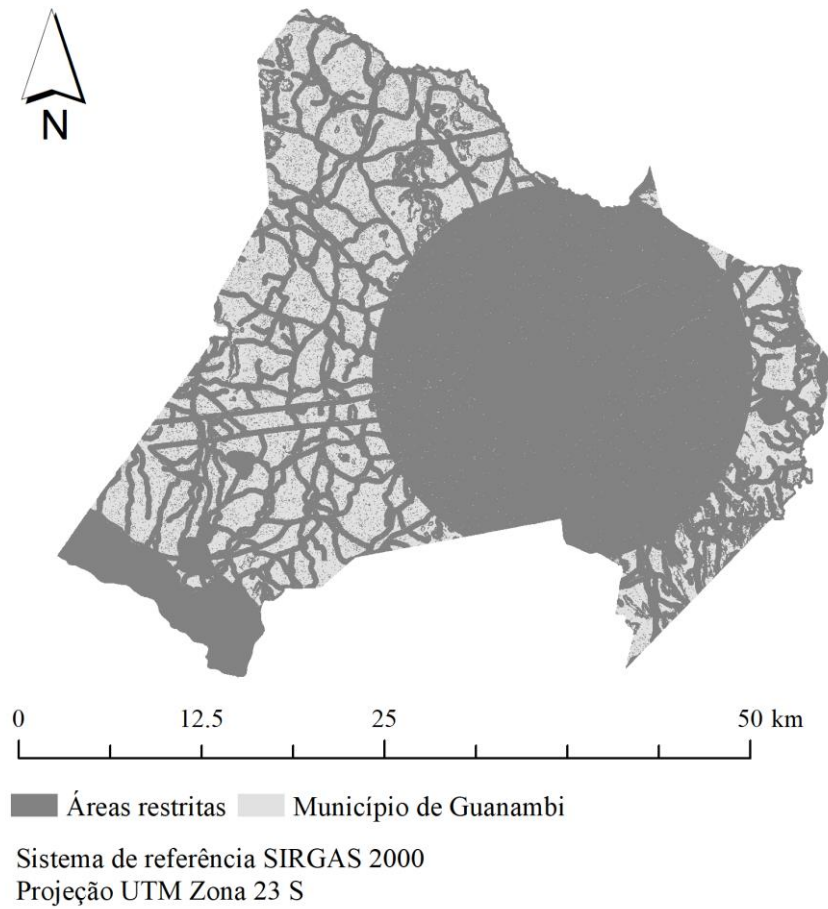 N
0 12.5 25 50 km
Áreas restritas Município de Guanambi
Sistema de referência SIRGAS 2000
Projeção UTM Zona 23 S